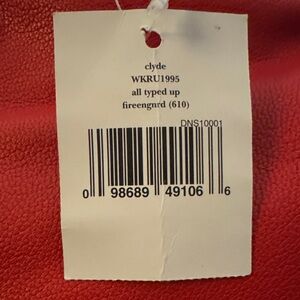 clyde
WKRU1995
all typed up
fireengnrd (610)
DNS10001
0 98689 49106 6